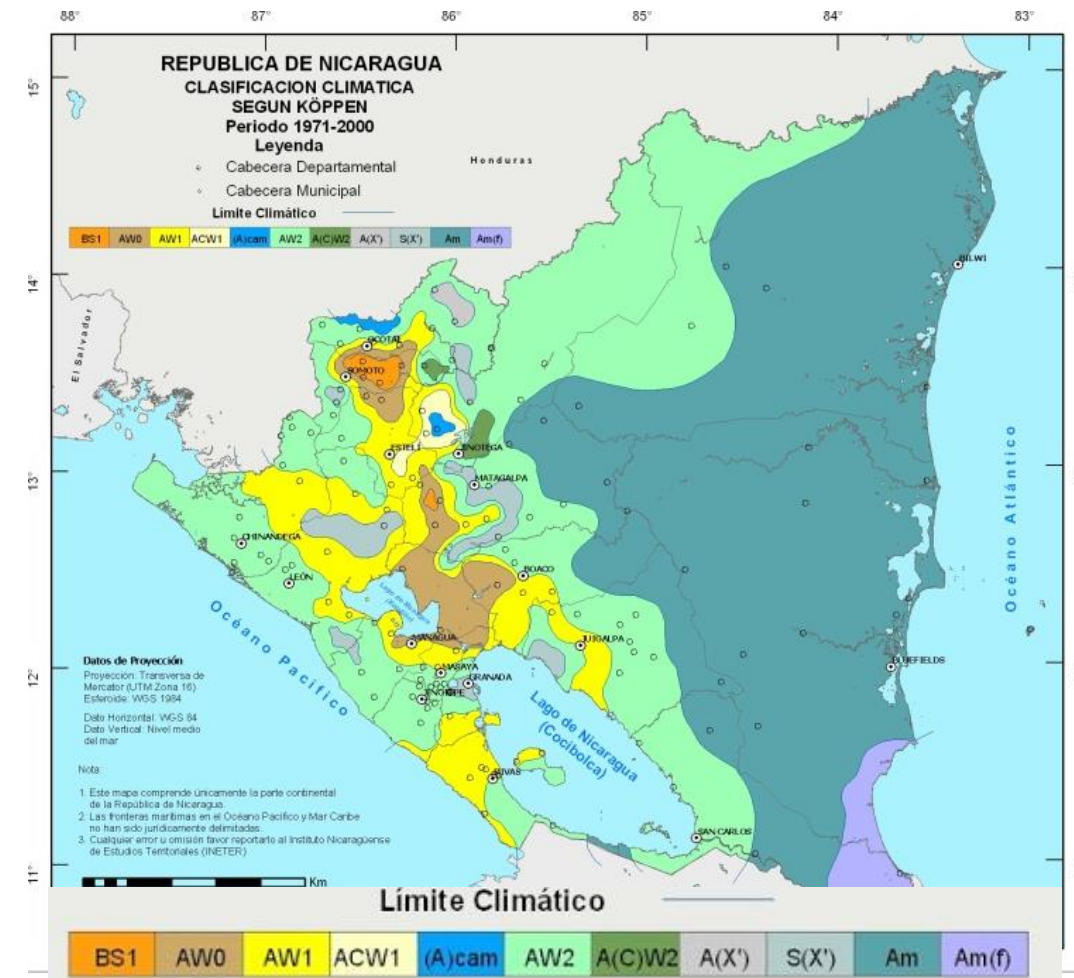 88° 87° 86° 85° 84° 83°
REPUBLICA DE NICARAGUA
CLASIFICACION CLIMATICA
SEGUN KÖPPEN
Periodo 1971-2000
Leyenda
Cabecera Departamental
Cabecera Municipal
Límite Climático
BS1 AW0 AW1 ACW1 (A)cam AW2 A(C)W2 A(X') S(X') Am Am(f)
15°
Honduras
14°
El Salvador
BILWI
OCOTAL
SOMOTO
ESTELÍ
JINOTEGA
13°
MATAGALPA
CHINANDEGA
LEÓN
BOACO
Océano Atlántico
Océano Pacífico
MANAGUA
JUIGALPA
12°
MASAYA
GRANADA
JINOTEPE
BLUEFIELDS
Lago de Nicaragua
(Cocibolca)
RIVAS
SAN CARLOS
11°
Datos de Proyección
Proyección: Transversa de
Mercator (UTM Zona 16)
Esferoide: WGS 1984
Dato Horizontal: WGS 84
Dato Vertical: Nivel medio
del mar
Nota:
1. Este mapa comprende únicamente la parte continental
de la República de Nicaragua.
2. Las fronteras marítimas en el Océano Pacífico y Mar Caribe
no han sido jurídicamente delimitadas.
3. Cualquier error u omisión favor reportarlo al Instituto Nicaragüense
de Estudios Territoriales (INETER)
Km
Límite Climático
BS1 AW0 AW1 ACW1 (A)cam AW2 A(C)W2 A(X') S(X') Am Am(f)